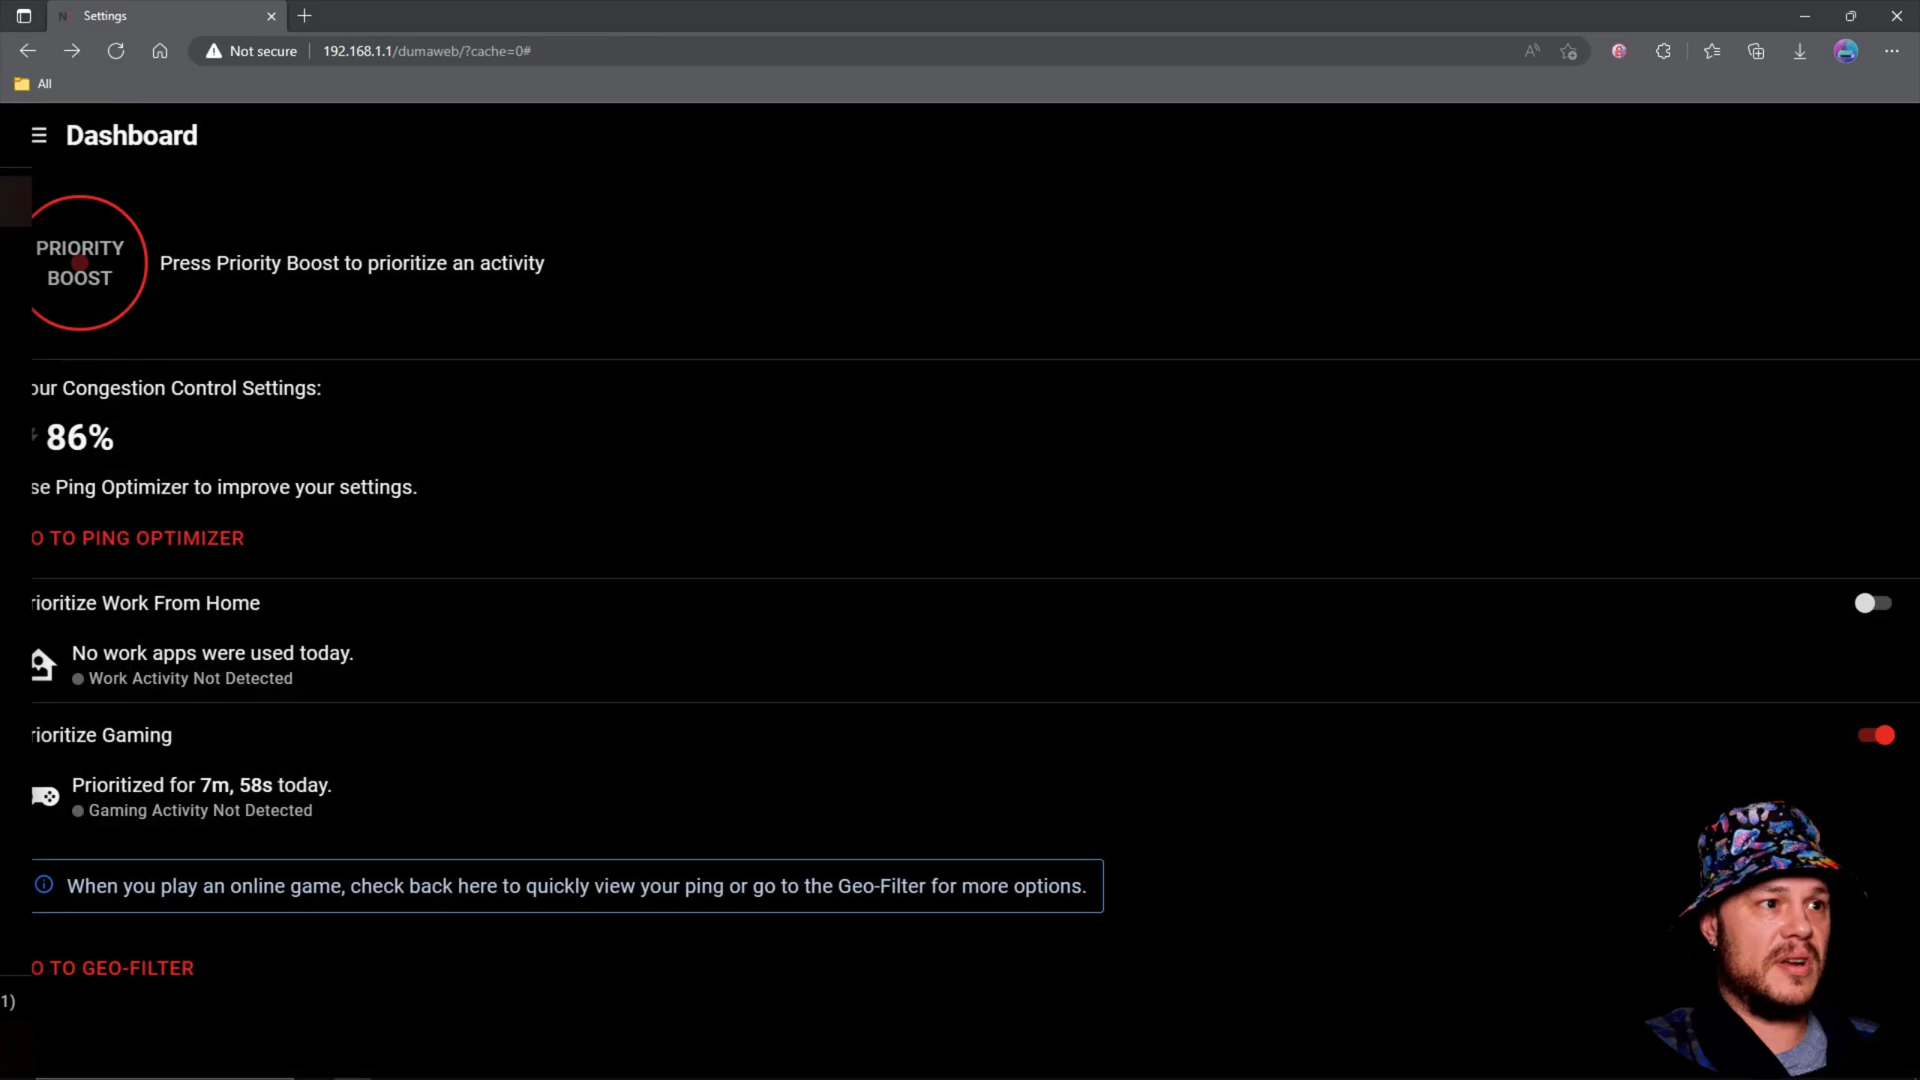 Settings
Not secure
192.168.1.1/dumaweb/?cache=0#
All
Dashboard
PRIORITY
BOOST
Press Priority Boost to prioritize an activity
our Congestion Control Settings:
86%
se Ping Optimizer to improve your settings.
O TO PING OPTIMIZER
rioritize Work From Home
No work apps were used today.
Work Activity Not Detected
rioritize Gaming
Prioritized for 7m, 58s today.
Gaming Activity Not Detected
When you play an online game, check back here to quickly view your ping or go to the Geo-Filter for more options.
O TO GEO-FILTER
1)